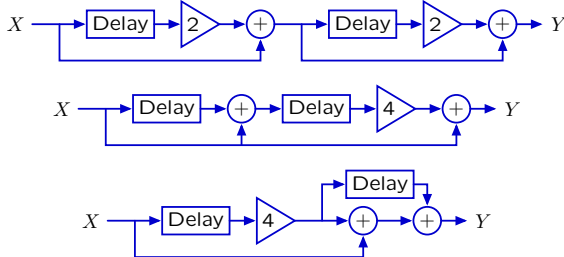 X Delay 2 + Delay 2 + Y
X Delay + Delay 4 + Y
Delay
X Delay 4 + + Y